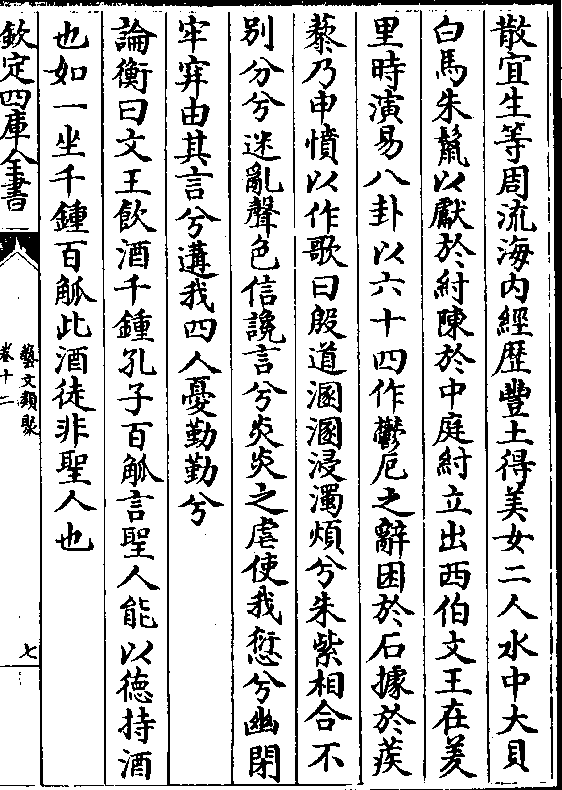 散宜生等周流海内經歴豐土得美女二人水中大貝
白馬朱鬛以獻於紂陳於中庭紂立出西伯文王在羑
里時演易八卦以六十四作鬱厄之辭困於石據於蒺
藜乃申憤以作歌曰殷道溷溷浸濁煩兮朱紫相合不
别分兮迷亂聲色信讒言兮炎炎之虐使我愆兮幽閉
牢穽由其言兮遘我四人憂勤勤兮
論衡曰文王飲酒千鍾孔子百觚言聖人能以徳持酒
也如一坐千鍾百觚此酒徒非聖人也
欽定四庫全書
藝文類聚
卷十二
七